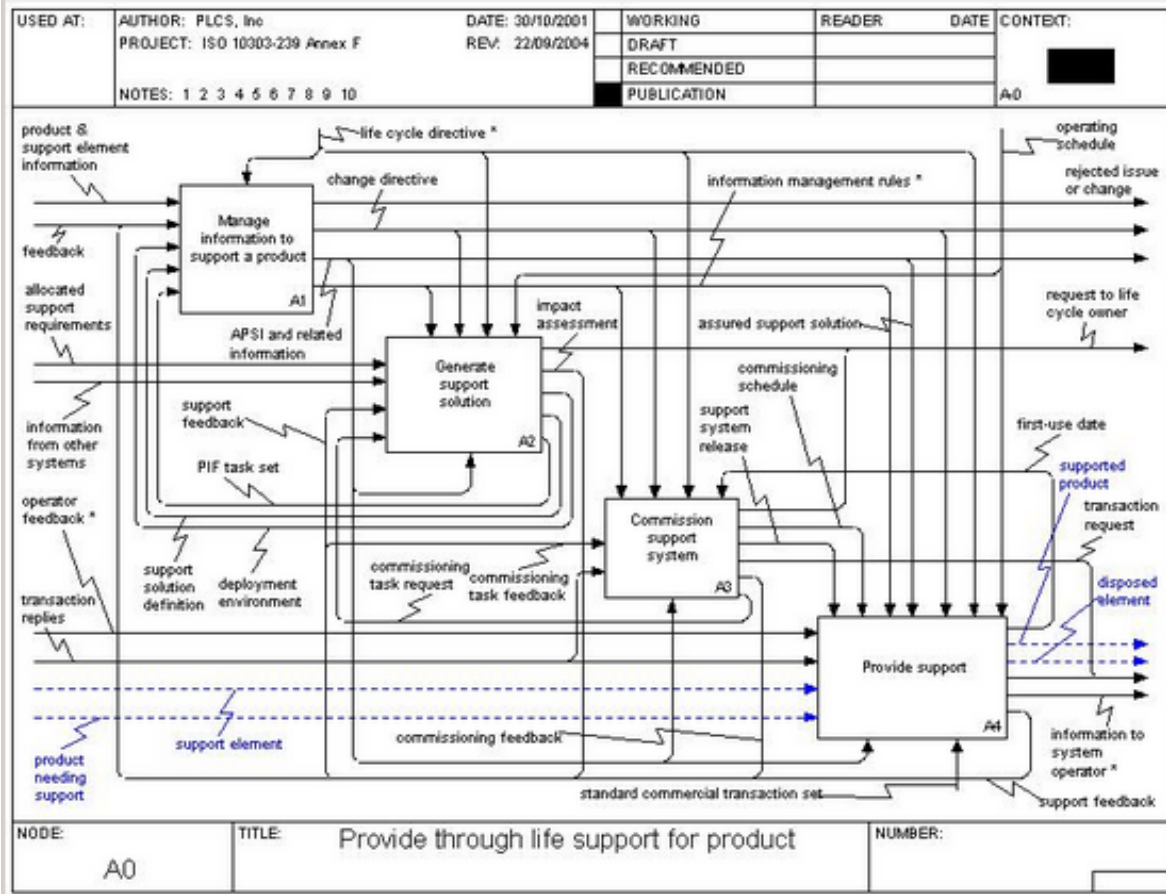 USED AT:
AUTHOR: PLCS, Inc
DATE: 30/10/2001
WORKING
READER
DATE
CONTEXT:
PROJECT: ISO 10303-239 Annex F
REV: 22/09/2004
DRAFT
RECOMMENDED
NOTES: 1 2 3 4 5 6 7 8 9 10
PUBLICATION
A-0
product &
support element
information
life cycle directive *
operating
schedule
change directive
information management rules *
rejected issue
or change
Manage
information to
support a product
A1
feedback
allocated
support
requirements
APSI and related
information
impact
assessment
assured support solution
request to life
cycle owner
Generate
support
solution
A2
commissioning
schedule
support
feedback
support
system
release
information
from other
systems
first-use date
PIF task set
supported
product
operator
feedback *
transaction
request
Commission
support
system
A3
support
solution
definition
deployment
environment
commissioning
task request
commissioning
task feedback
disposed
element
transaction
replies
Provide support
A4
support element
commissioning feedback
product
needing
support
information to
system
operator *
standard commercial transaction set
support feedback
NODE:
A0
TITLE:
Provide through life support for product
NUMBER: